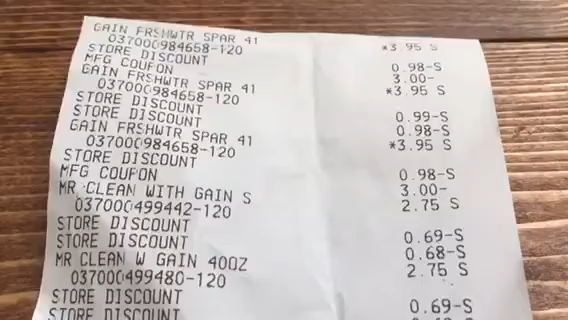 GAIN FRSHWTR SPAR 41 *3.95 S
037000984658-120
STORE DISCOUNT 0.98-S
MFG COUPON 3.00-
GAIN FRSHWTR SPAR 41 *3.95 S
037000984658-120
STORE DISCOUNT 0.99-S
STORE DISCOUNT 0.98-S
GAIN FRSHWTR SPAR 41 *3.95 S
037000984658-120
STORE DISCOUNT 0.98-S
MFG COUPON 3.00-
MR CLEAN WITH GAIN S 2.75 S
037000499442-120
STORE DISCOUNT 0.69-S
STORE DISCOUNT 0.68-S
MR CLEAN W GAIN 40OZ 2.75 S
037000499480-120
STORE DISCOUNT 0.69-S
STORE DISCOUNT